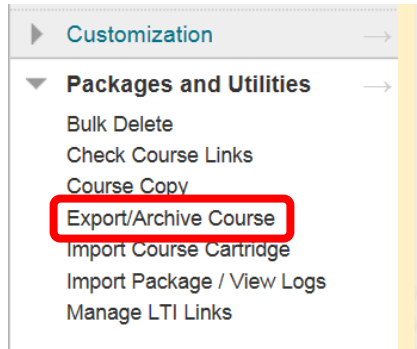 Customization
Packages and Utilities
Bulk Delete
Check Course Links
Course Copy
Export/Archive Course
Import Course Cartridge
Import Package / View Logs
Manage LTI Links